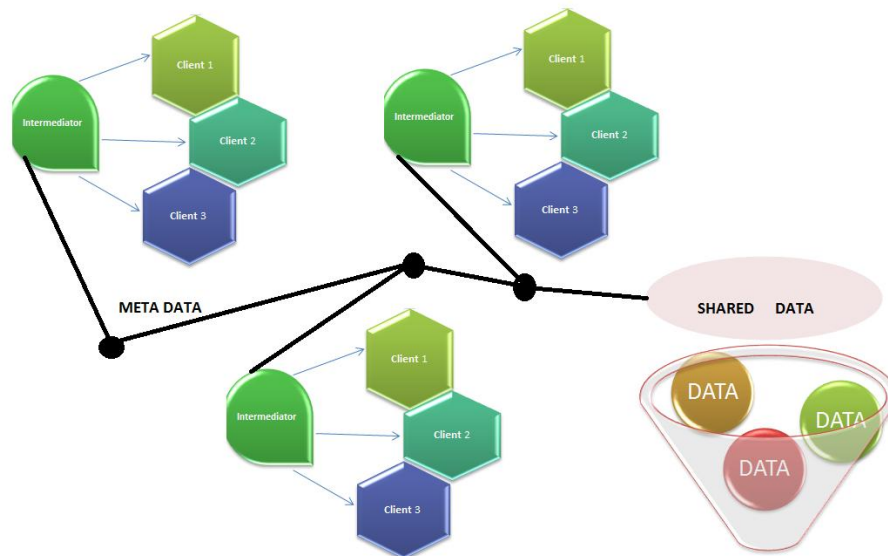 Client 1
Intermediator
Client 2
Client 3
Client 1
Intermediator
Client 2
Client 3
META DATA
SHARED DATA
Client 1
Intermediator
Client 2
Client 3
DATA
DATA
DATA